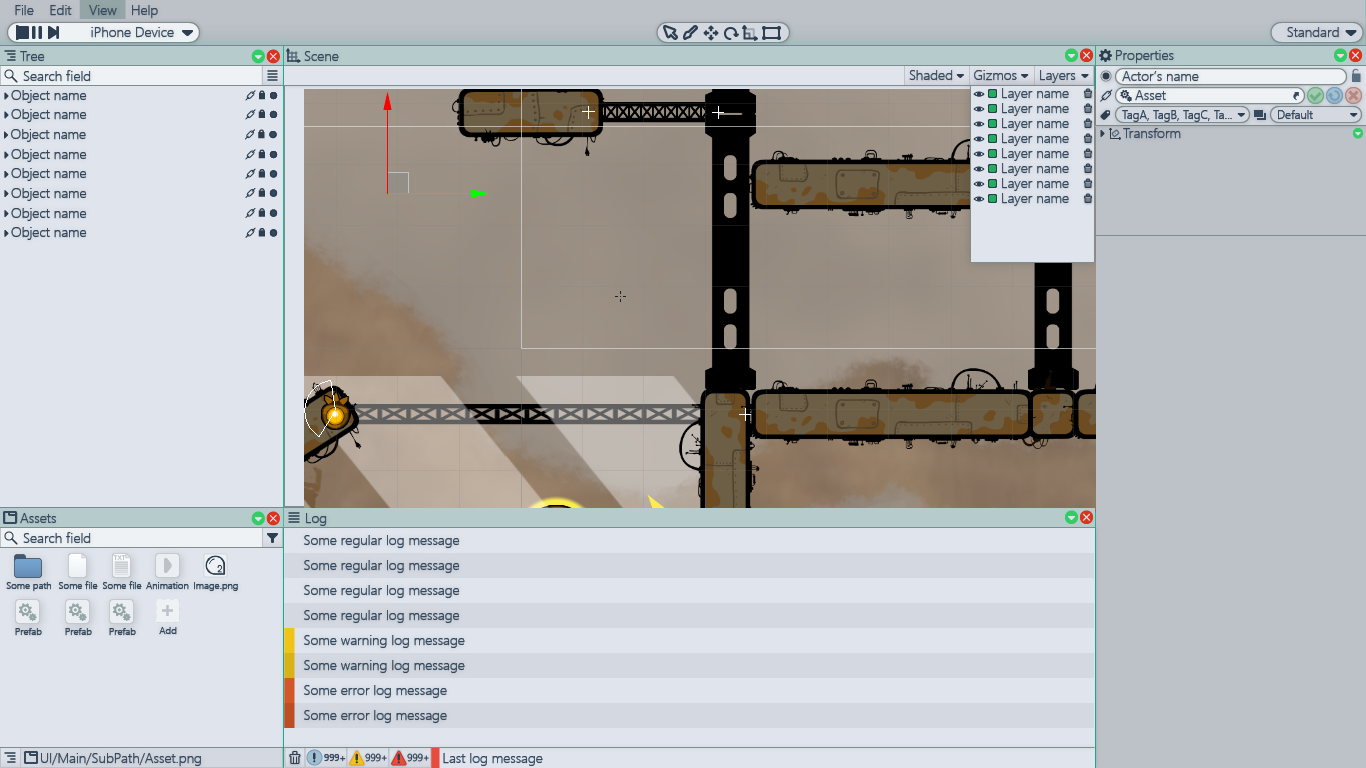 File Edit View Help
iPhone Device
Standard
Tree
Search field
Object name
Object name
Object name
Object name
Object name
Object name
Object name
Object name
Scene
Shaded Gizmos Layers
Layer name
Layer name
Layer name
Layer name
Layer name
Layer name
Layer name
Layer name
Properties
Actor's name
Asset
TagA, TagB, TagC, Ta... Default
Transform
Assets
Search field
Some path Some file Some file Animation Image.png
Prefab Prefab Prefab Add
UI/Main/SubPath/Asset.png
Log
Some regular log message
Some regular log message
Some regular log message
Some regular log message
Some warning log message
Some warning log message
Some error log message
Some error log message
999+ 999+ 999+ Last log message